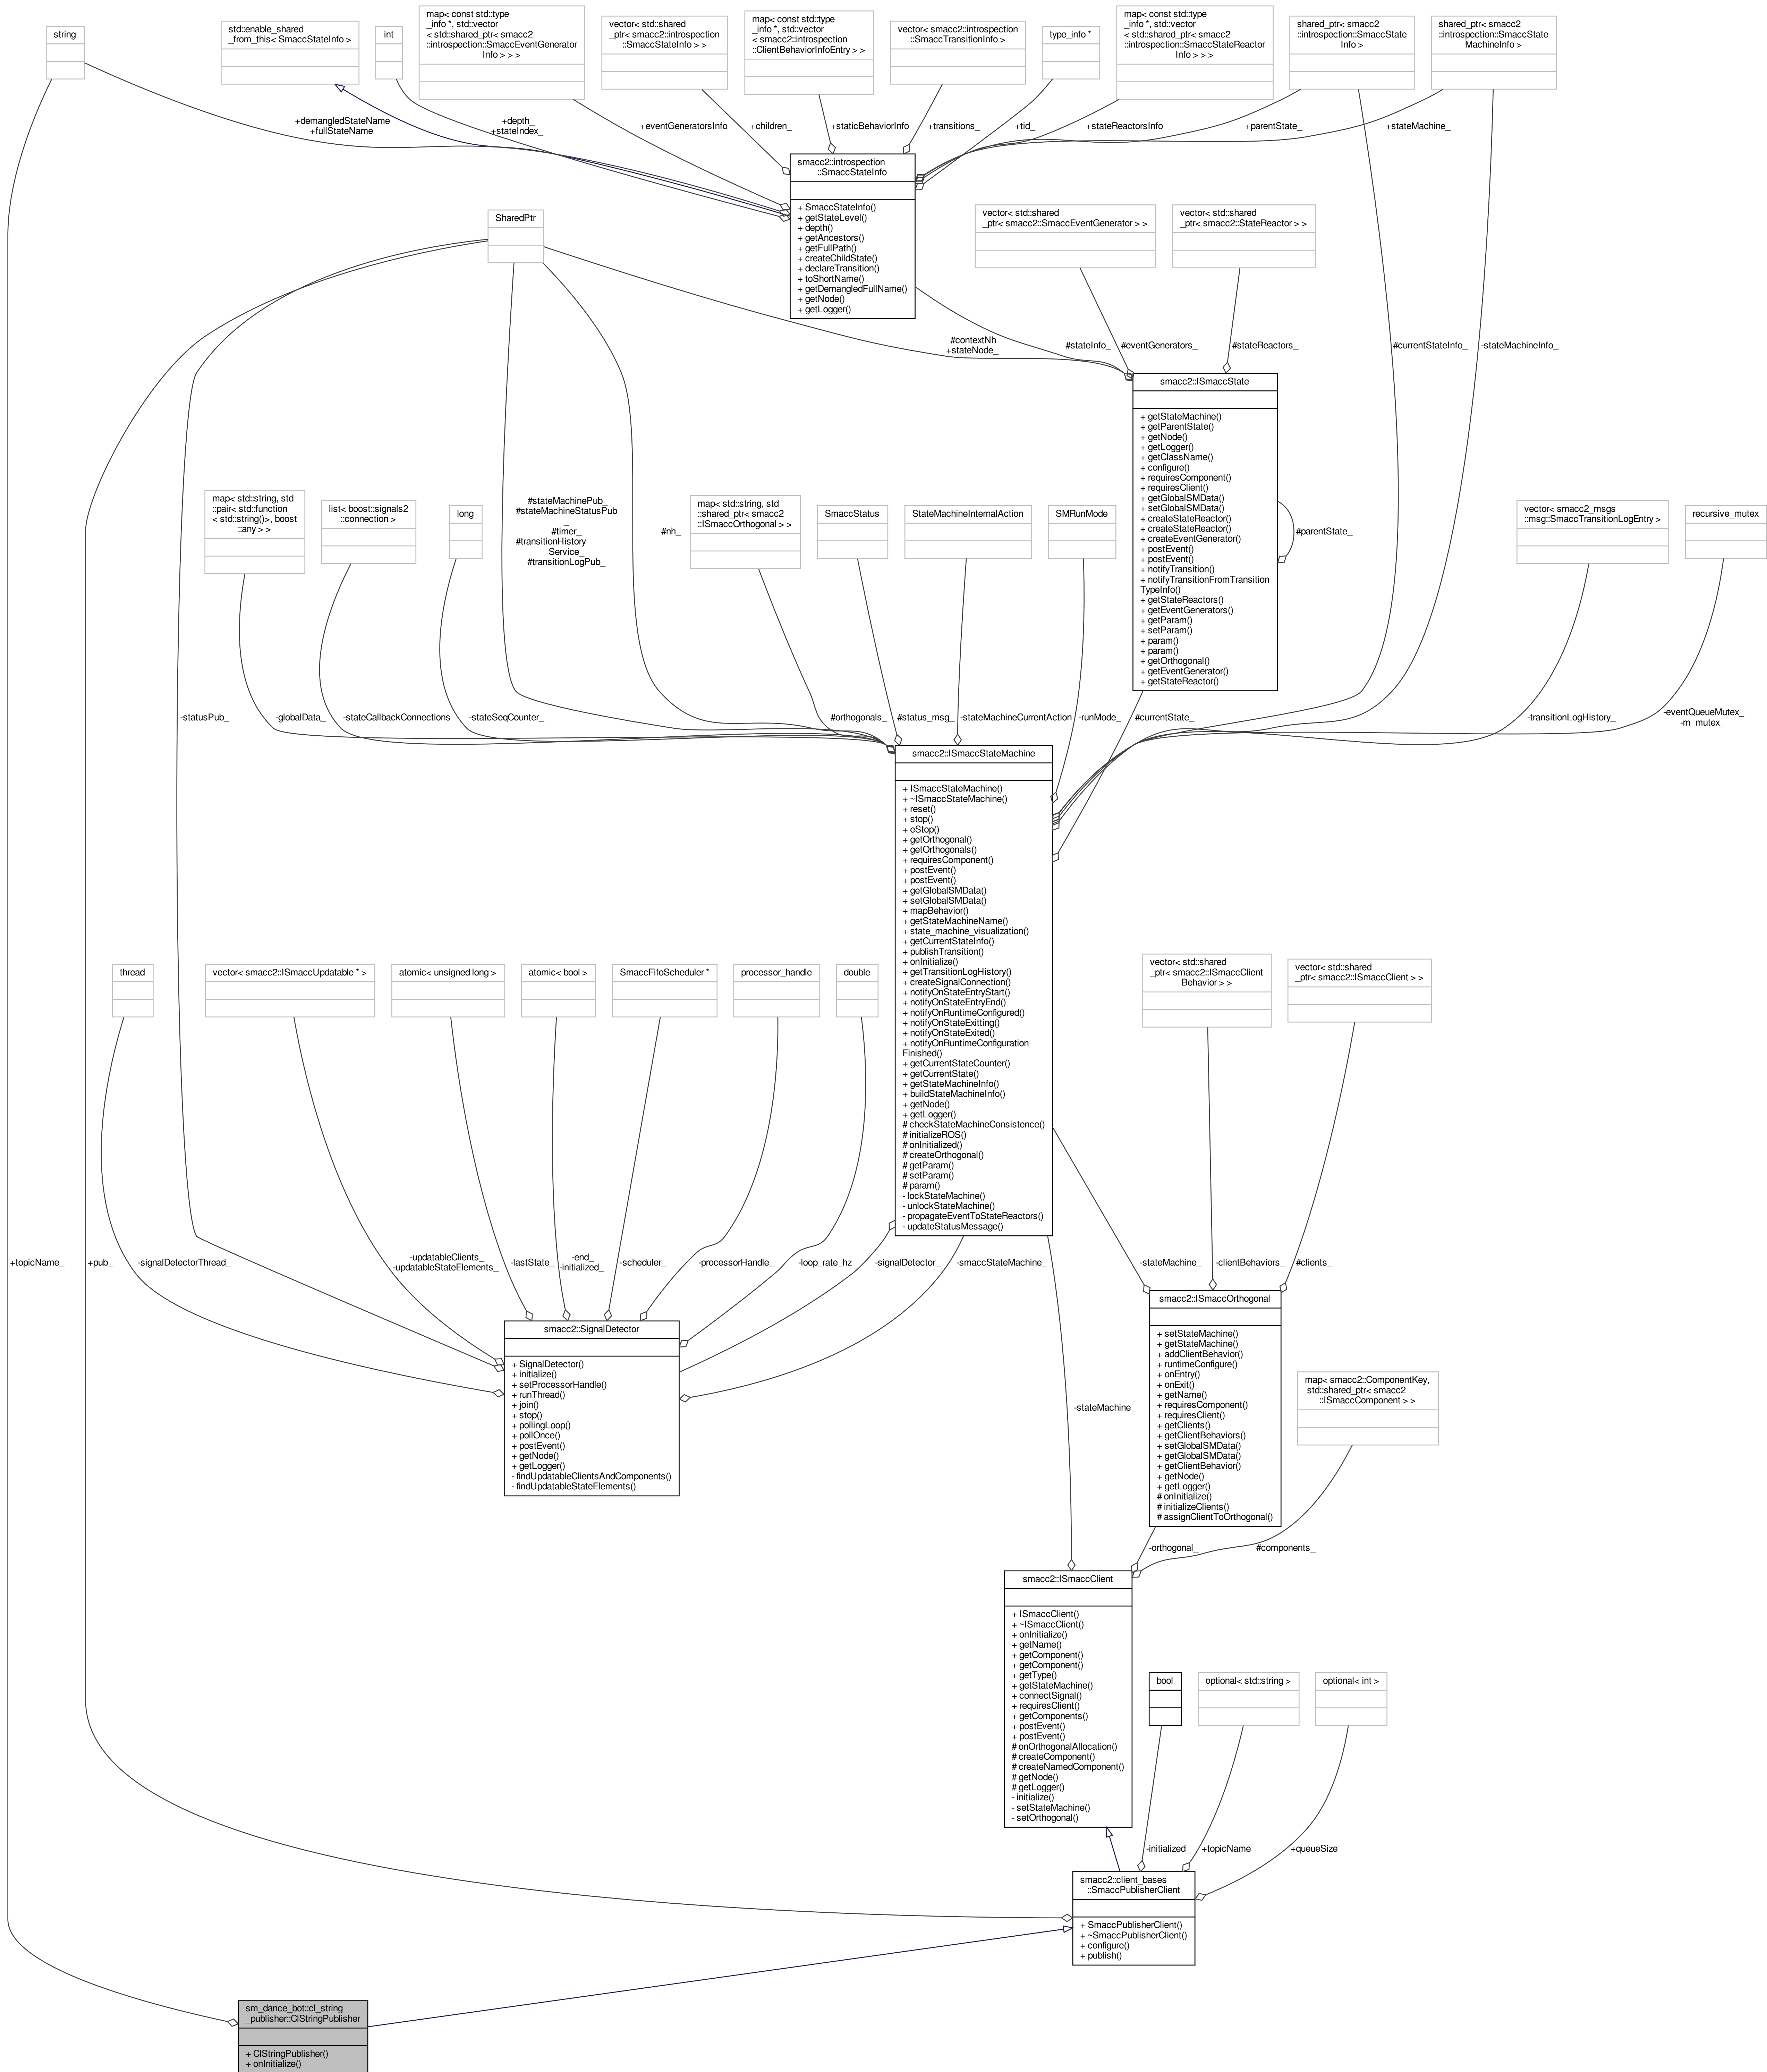 string
std::enable_shared
_from_this< SmaccStateInfo >
int
map< const std::type
_info *, std::vector
< std::shared_ptr< smacc2
::introspection::SmaccEventGenerator
Info > > >
vector< std::shared
_ptr< smacc2::introspection
::SmaccStateInfo > >
map< const std::type
_info *, std::vector
< smacc2::introspection
::ClientBehaviorInfoEntry > >
vector< smacc2::introspection
::SmaccTransitionInfo >
type_info *
map< const std::type
_info *, std::vector
< std::shared_ptr< smacc2
::introspection::SmaccStateReactor
Info > > >
shared_ptr< smacc2
::introspection::SmaccState
Info >
shared_ptr< smacc2
::introspection::SmaccState
MachineInfo >
+demangledStateName
+fullStateName
+depth_
+stateIndex_
+eventGeneratorsInfo
+children_
+staticBehaviorInfo
+transitions_
+tid_
+stateReactorsInfo
+parentState_
+stateMachine_
smacc2::introspection
::SmaccStateInfo
+ SmaccStateInfo()
+ getStateLevel()
+ depth()
+ getAncestors()
+ getFullPath()
+ createChildState()
+ declareTransition()
+ toShortName()
+ getDemangledFullName()
+ getNode()
+ getLogger()
SharedPtr
vector< std::shared
_ptr< smacc2::SmaccEventGenerator > >
vector< std::shared
_ptr< smacc2::StateReactor > >
#contextNh
+stateNode_
#stateInfo_
#eventGenerators_
#stateReactors_
#currentStateInfo_
-stateMachineInfo_
smacc2::ISmaccState
+ getStateMachine()
+ getParentState()
+ getNode()
+ getLogger()
+ getClassName()
+ configure()
+ requiresComponent()
+ requiresClient()
+ getGlobalSMData()
+ setGlobalSMData()
+ createStateReactor()
+ createStateReactor()
+ createEventGenerator()
+ postEvent()
+ postEvent()
+ notifyTransition()
+ notifyTransitionFromTransition
TypeInfo()
+ getStateReactors()
+ getEventGenerators()
+ getParam()
+ setParam()
+ param()
+ param()
+ getOrthogonal()
+ getEventGenerator()
+ getStateReactor()
#parentState_
map< std::string, std
::pair< std::function
< std::string()>, boost
::any > >
list< boost::signals2
::connection >
long
#stateMachinePub_
#stateMachineStatusPub
_
#timer_
#transitionHistory
Service_
#transitionLogPub_
#nh_
map< std::string, std
::shared_ptr< smacc2
::ISmaccOrthogonal > >
SmaccStatus
StateMachineInternalAction
SMRunMode
vector< smacc2_msgs
::msg::SmaccTransitionLogEntry >
recursive_mutex
-statusPub_
-globalData_
-stateCallbackConnections
-stateSeqCounter_
#orthogonals_
#status_msg_
-stateMachineCurrentAction
-runMode_
#currentState_
-transitionLogHistory_
-eventQueueMutex_
-m_mutex_
smacc2::ISmaccStateMachine
+ ISmaccStateMachine()
+ ~ISmaccStateMachine()
+ reset()
+ stop()
+ eStop()
+ getOrthogonal()
+ getOrthogonals()
+ requiresComponent()
+ postEvent()
+ postEvent()
+ getGlobalSMData()
+ setGlobalSMData()
+ mapBehavior()
+ getStateMachineName()
+ state_machine_visualization()
+ getCurrentStateInfo()
+ publishTransition()
+ onInitialize()
+ getTransitionLogHistory()
+ createSignalConnection()
+ notifyOnStateEntryStart()
+ notifyOnStateEntryEnd()
+ notifyOnRuntimeConfigured()
+ notifyOnStateExitting()
+ notifyOnStateExited()
+ notifyOnRuntimeConfiguration
Finished()
+ getCurrentStateCounter()
+ getCurrentState()
+ getStateMachineInfo()
+ buildStateMachineInfo()
+ getNode()
+ getLogger()
# checkStateMachineConsistence()
# initializeROS()
# onInitialized()
# createOrthogonal()
# getParam()
# setParam()
# param()
- lockStateMachine()
- unlockStateMachine()
- propagateEventToStateReactors()
- updateStatusMessage()
thread
vector< smacc2::ISmaccUpdatable * >
atomic< unsigned long >
atomic< bool >
SmaccFifoScheduler *
processor_handle
double
vector< std::shared
_ptr< smacc2::ISmaccClient
Behavior > >
vector< std::shared
_ptr< smacc2::ISmaccClient > >
+topicName_
+pub_
-signalDetectorThread_
-updatableClients_
-updatableStateElements_
-lastState_
-end_
-initialized_
-scheduler_
-processorHandle_
-loop_rate_hz
-signalDetector_
-smaccStateMachine_
-stateMachine_
-clientBehaviors_
#clients_
smacc2::SignalDetector
+ SignalDetector()
+ initialize()
+ setProcessorHandle()
+ runThread()
+ join()
+ stop()
+ pollingLoop()
+ pollOnce()
+ postEvent()
+ getNode()
+ getLogger()
- findUpdatableClientsAndComponents()
- findUpdatableStateElements()
-stateMachine_
smacc2::ISmaccOrthogonal
+ setStateMachine()
+ getStateMachine()
+ addClientBehavior()
+ runtimeConfigure()
+ onEntry()
+ onExit()
+ getName()
+ requiresComponent()
+ requiresClient()
+ getClients()
+ getClientBehaviors()
+ setGlobalSMData()
+ getGlobalSMData()
+ getClientBehavior()
+ getNode()
+ getLogger()
# onInitialize()
# initializeClients()
# assignClientToOrthogonal()
map< smacc2::ComponentKey,
std::shared_ptr< smacc2
::ISmaccComponent > >
-orthogonal_
#components_
smacc2::ISmaccClient
+ ISmaccClient()
+ ~ISmaccClient()
+ onInitialize()
+ getName()
+ getComponent()
+ getComponent()
+ getType()
+ getStateMachine()
+ connectSignal()
+ requiresClient()
+ getComponents()
+ postEvent()
+ postEvent()
# onOrthogonalAllocation()
# createComponent()
# createNamedComponent()
# getNode()
# getLogger()
- initialize()
- setStateMachine()
- setOrthogonal()
bool
optional< std::string >
optional< int >
-initialized_
+topicName
+queueSize
smacc2::client_bases
::SmaccPublisherClient
+ SmaccPublisherClient()
+ ~SmaccPublisherClient()
+ configure()
+ publish()
sm_dance_bot::cl_string
_publisher::ClStringPublisher
+ ClStringPublisher()
+ onInitialize()